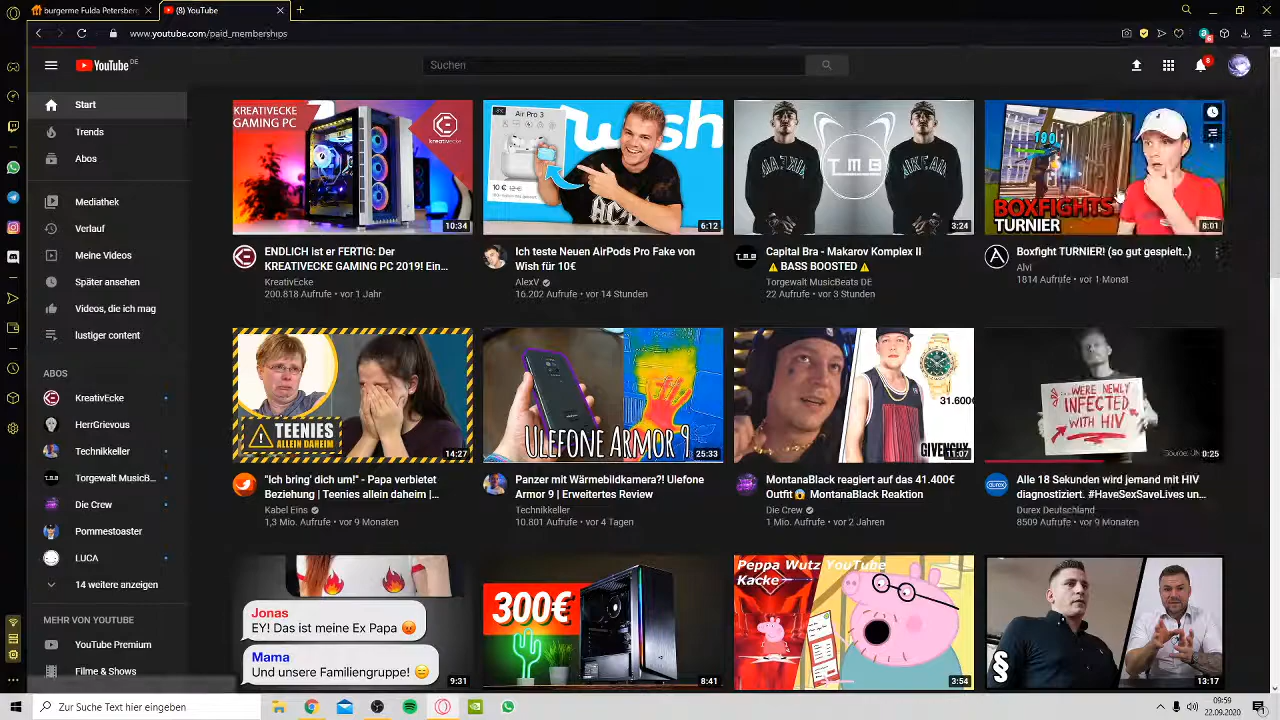 burgerme Fulda Petersberg
(8) YouTube
www.youtube.com/paid_memberships
YouTube DE
Suchen
8
Start
Trends
Abos
Mediathek
Verlauf
Meine Videos
Später ansehen
Videos, die ich mag
lustiger content
ABOS
KreativEcke
HerrGrievous
Technikkeller
Torgewalt MusicB...
Die Crew
Pommestoaster
LUCA
14 weitere anzeigen
MEHR VON YOUTUBE
YouTube Premium
Filme & Shows
KREATIVECKE
GAMING PC
kreativecke
10:34
ENDLICH ist er FERTIG: Der
KREATIVECKE GAMING PC 2019! Ein...
KreativEcke
200.818 Aufrufe • vor 1 Jahr
Air Pro 3
wish
10 € 12 €
6:12
Ich teste Neuen AirPods Pro Fake von
Wish für 10€
AlexV
16.202 Aufrufe • vor 14 Stunden
TMB
3:24
TMB
Capital Bra - Makarov Komplex II
⚠BASS BOOSTED⚠
Torgewalt MusicBeats DE
22 Aufrufe • vor 3 Stunden
190
BOXFIGHTS
TURNIER
8:01
Boxfight TURNIER! (so gut gespielt..)
Alvi
1814 Aufrufe • vor 1 Monat
TEENIES
ALLEIN DAHEIM
14:27
"Ich bring' dich um!" - Papa verbietet
Beziehung | Teenies allein daheim |...
Kabel Eins
1,3 Mio. Aufrufe • vor 9 Monaten
ULEFONE ARMOR 9
25:33
Panzer mit Wärmebildkamera?! Ulefone
Armor 9 | Erweitertes Review
Technikkeller
10.801 Aufrufe • vor 4 Tagen
31.600€
GIVENCHY
11:07
MontanaBlack reagiert auf das 41.400€
Outfit😱 MontanaBlack Reaktion
Die Crew
1 Mio. Aufrufe • vor 2 Jahren
...WERE NEWLY
INFECTED
WITH HIV
Source: UN
0:25
durex
Alle 18 Sekunden wird jemand mit HIV
diagnostiziert. #HaveSexSaveLives un...
Durex Deutschland
8509 Aufrufe • vor 9 Monaten
Jonas
EY! Das ist meine Ex Papa 😡
Mama
Und unsere Familiengruppe! 😑
9:31
300€
8:41
Peppa Wutz YouTube
Kacke
3:54
§
13:17
Zur Suche Text hier eingeben
09:59
22.09.2020